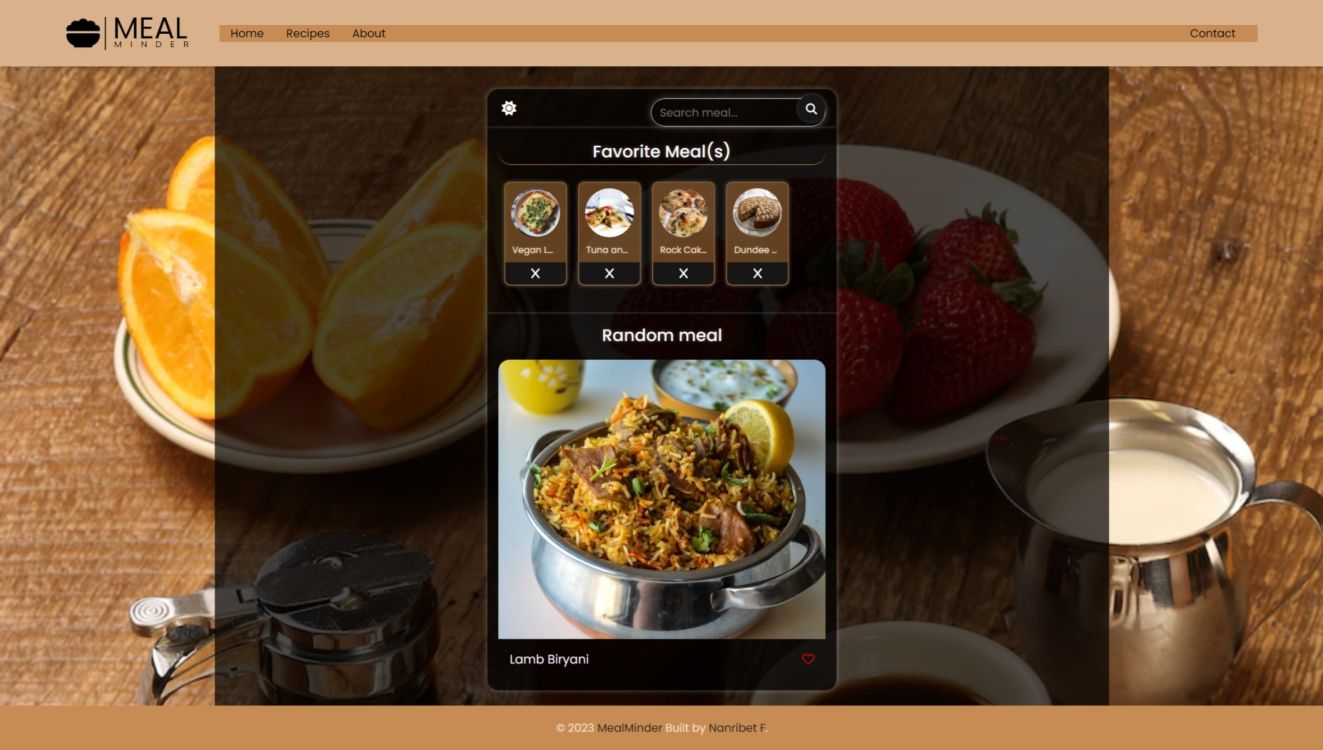 MEAL
MINDER
Home Recipes About Contact
Search meal...
Favorite Meal(s)
Vegan L... Tuna an... Rock Cak... Dundee ...
X X X X
Random meal
Lamb Biryani
© 2023 MealMinder Built by Nanribet F.